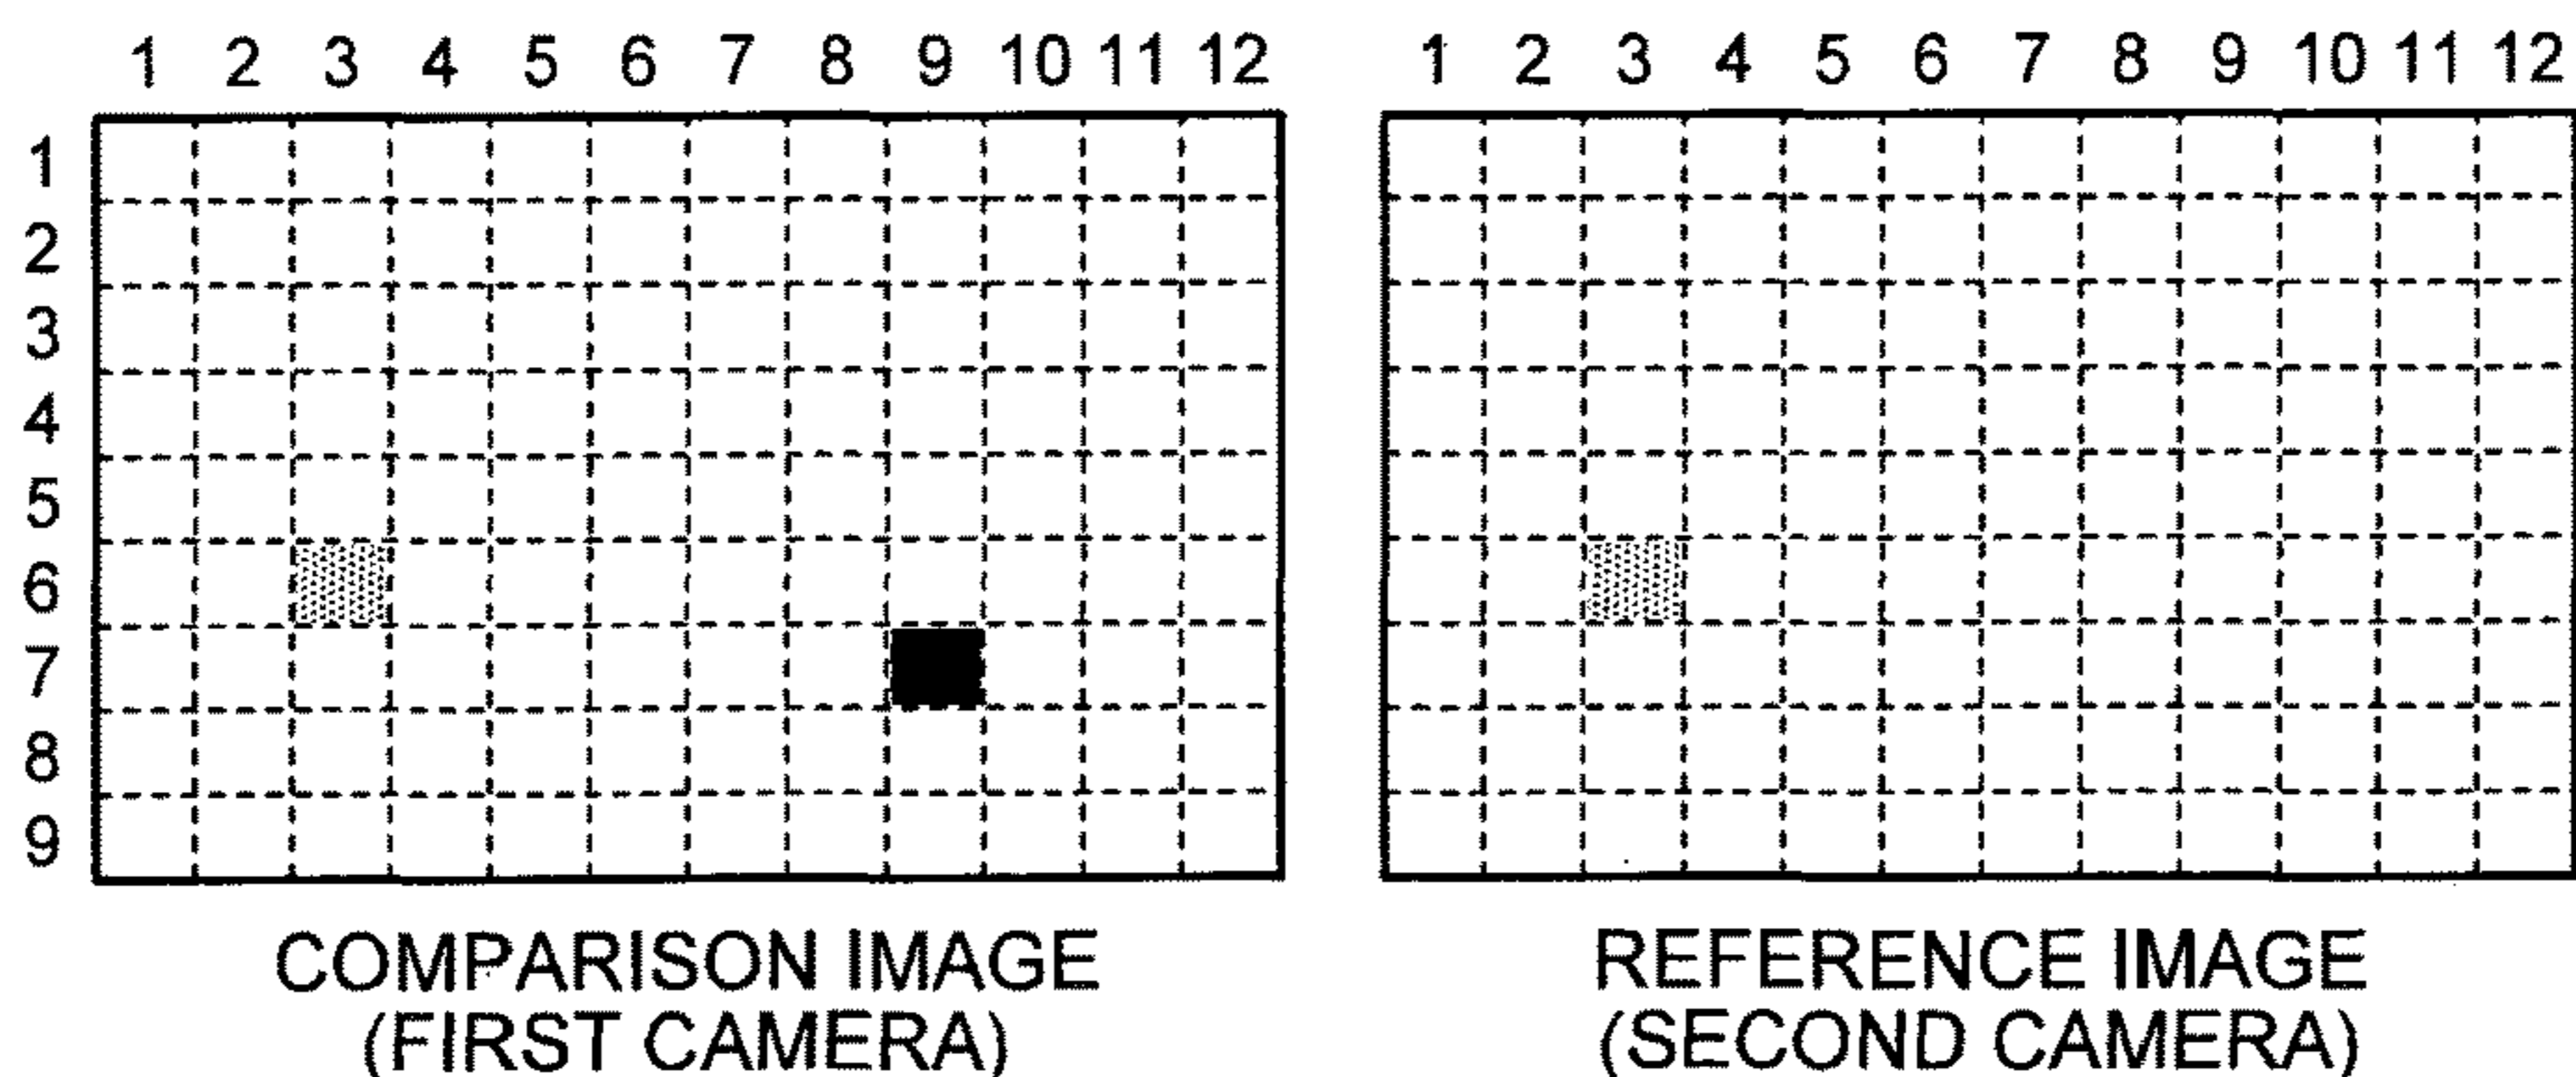 1 2 3 4 5 6 7 8 9 10 11 12
1 2 3 4 5 6 7 8 9 10 11 12
1
2
3
4
5
6
7
8
9
COMPARISON IMAGE
(FIRST CAMERA)
REFERENCE IMAGE
(SECOND CAMERA)